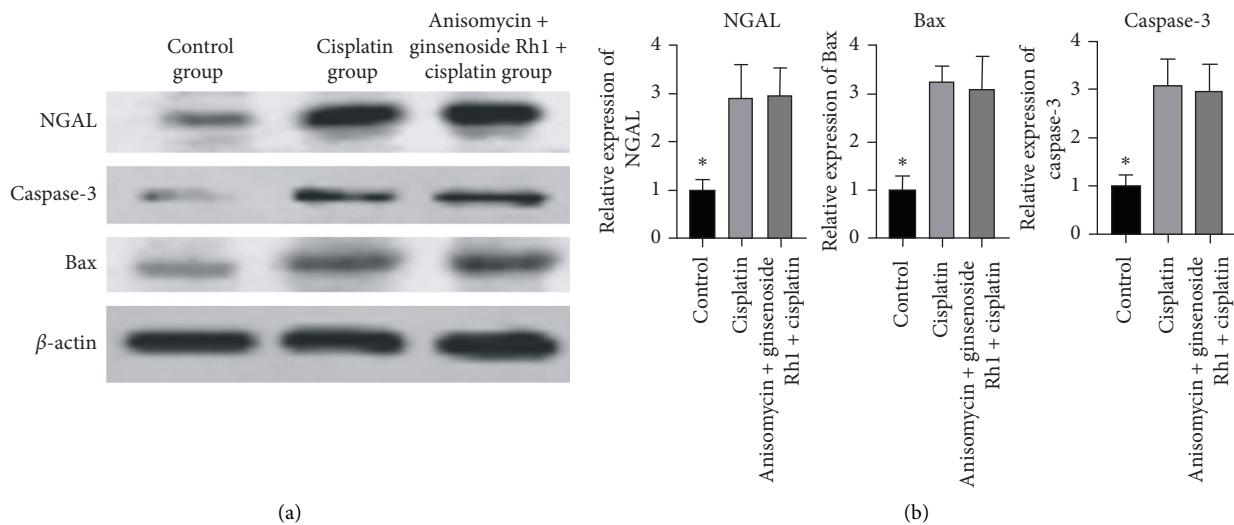 Control
group
Cisplatin
group
Anisomycin +
ginsenoside Rh1 +
cisplatin group
NGAL
Caspase-3
Bax
β-actin
(a)
NGAL
Relative expression of
NGAL
4
3
2
1
0
*
Control
Cisplatin
Anisomycin + ginsenoside
Rh1 + cisplatin
Bax
Relative expression of Bax
4
3
2
1
0
*
Control
Cisplatin
Anisomycin + ginsenoside
Rh1 + cisplatin
Caspase-3
Relative expression of
caspase-3
4
3
2
1
0
*
Control
Cisplatin
Anisomycin + ginsenoside
Rh1 + cisplatin
(b)